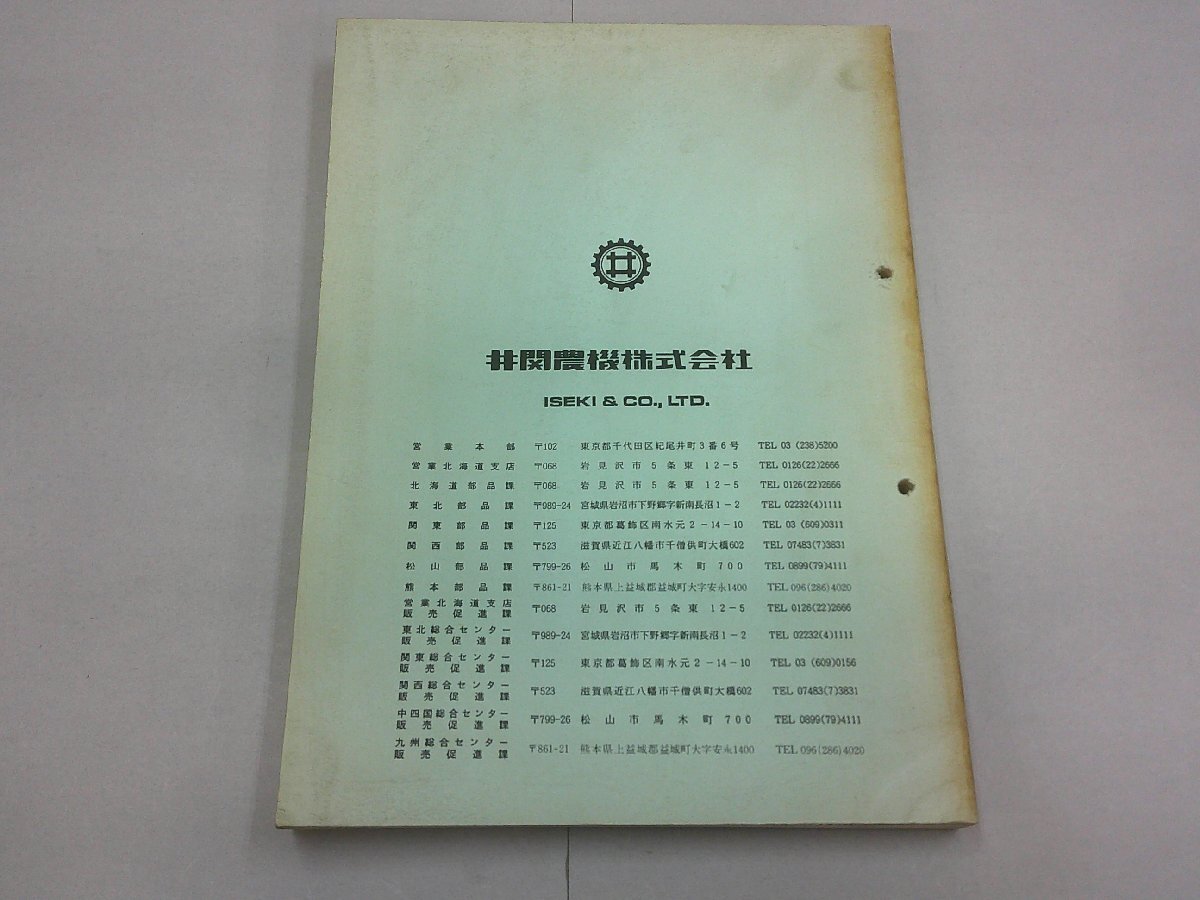 井
井関農機株式会社
ISEKI & CO., LTD.
営業本部 〒102 東京都千代田区紀尾井町3番6号 TEL 03 (238)5200
営業北海道支店 〒068 岩見沢市5条東12-5 TEL 0126(22)2666
北海道部品課 〒068 岩見沢市5条東12-5 TEL 0126(22)2666
東北部品課 〒989-24 宮城県岩沼市下野郷字新南長沼1-2 TEL 02232(4)1111
関東部品課 〒125 東京都葛飾区南水元2-14-10 TEL 03 (609)0311
関西部品課 〒523 滋賀県近江八幡市千僧供町大橋602 TEL 07483(7)3831
松山部品課 〒799-26 松山市馬木町700 TEL 0899(79)4111
熊本部品課 〒861-21 熊本県上益城郡益城町大字安永1400 TEL 096(286)4020
営業北海道支店
販売促進課 〒068 岩見沢市5条東12-5 TEL 0126(22)2666
東北総合センター
販売促進課 〒989-24 宮城県岩沼市下野郷字新南長沼1-2 TEL 02232(4)1111
関東総合センター
販売促進課 〒125 東京都葛飾区南水元2-14-10 TEL 03 (609)0156
関西総合センター
販売促進課 〒523 滋賀県近江八幡市千僧供町大橋602 TEL 07483(7)3831
中四国総合センター
販売促進課 〒799-26 松山市馬木町700 TEL 0899(79)4111
九州総合センター
販売促進課 〒861-21 熊本県上益城郡益城町大字安永1400 TEL 096(286)4020